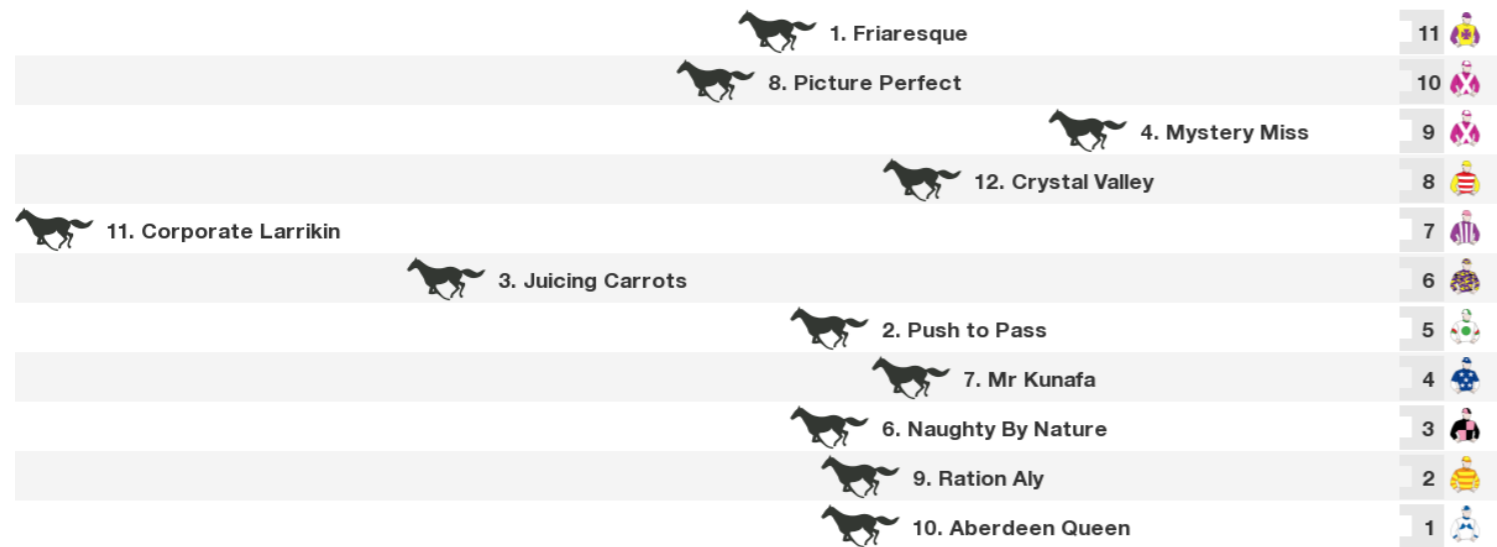 1. Friaresque 11
8. Picture Perfect 10
4. Mystery Miss 9
12. Crystal Valley 8
11. Corporate Larrikin 7
3. Juicing Carrots 6
2. Push to Pass 5
7. Mr Kunafa 4
6. Naughty By Nature 3
9. Ration Aly 2
10. Aberdeen Queen 1